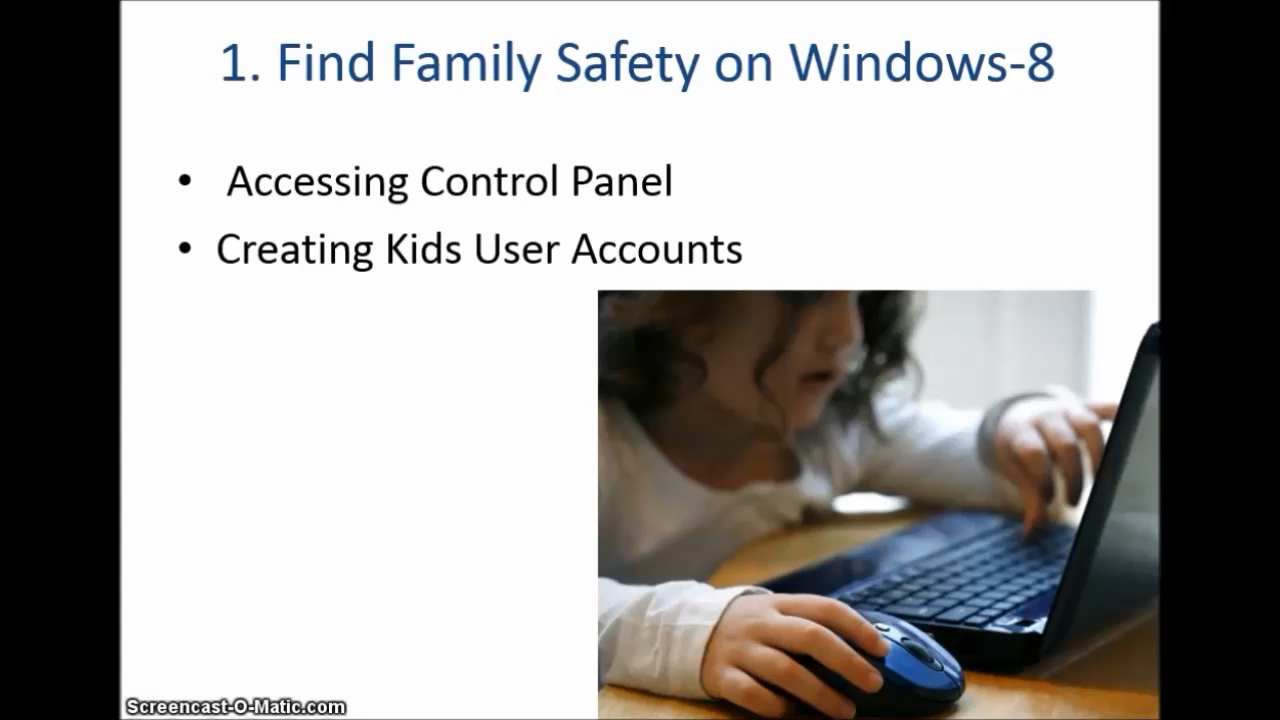 1. Find Family Safety on Windows-8
• Accessing Control Panel
• Creating Kids User Accounts
Screencast-O-Matic.com